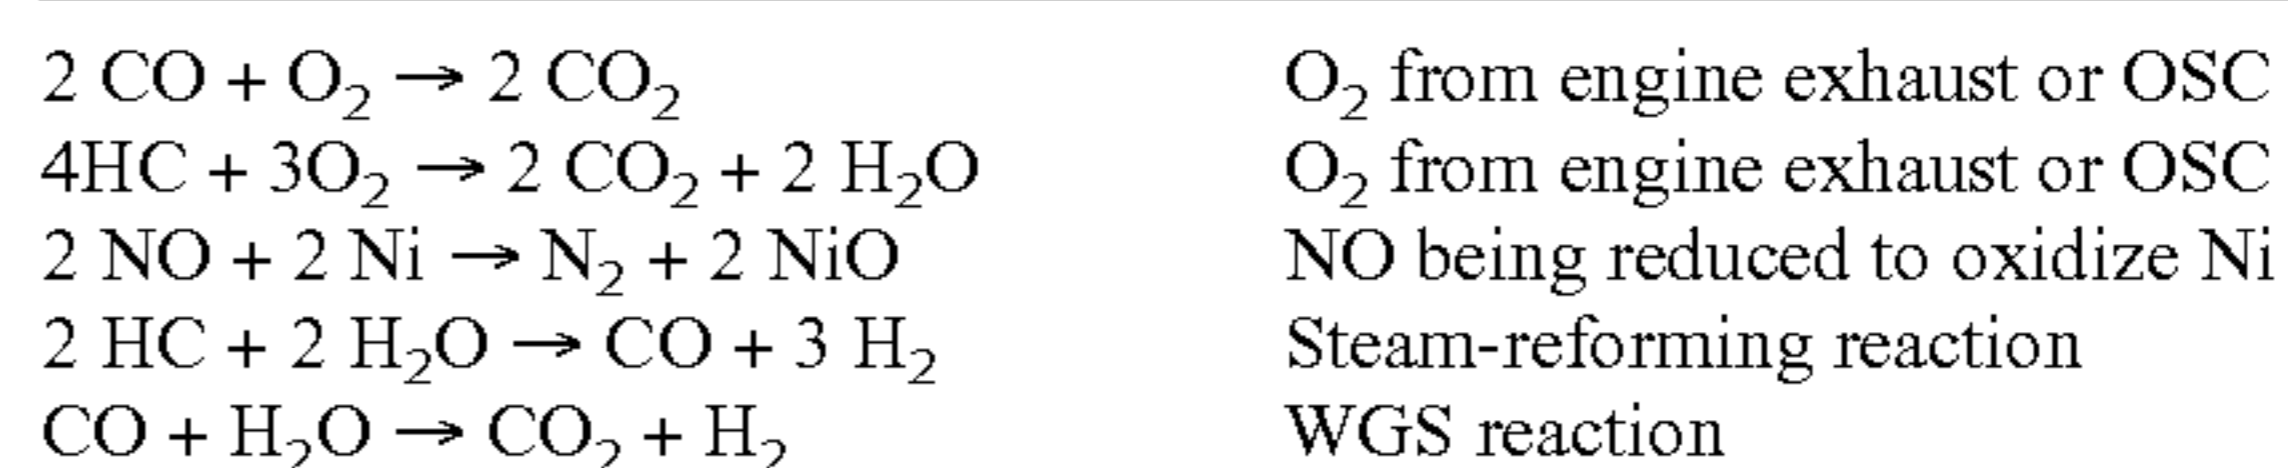 2 CO + O₂ → 2 CO₂ O₂ from engine exhaust or OSC
4HC + 3O₂ → 2 CO₂ + 2 H₂O O₂ from engine exhaust or OSC
2 NO + 2 Ni → N₂ + 2 NiO NO being reduced to oxidize Ni
2 HC + 2 H₂O → CO + 3 H₂ Steam-reforming reaction
CO + H₂O → CO₂ + H₂ WGS reaction